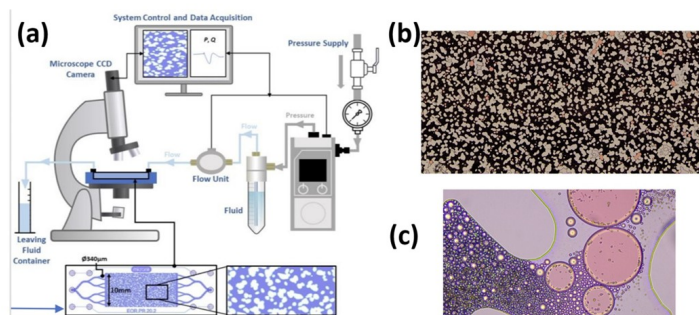 (a)
System Control and Data Acquisition
P, Q
Pressure Supply
Microscope CCD
Camera
Pressure
Flow
Flow
Flow Unit
Fluid
Leaving
Fluid
Container
Ø340µm
10mm
(b)
(c)